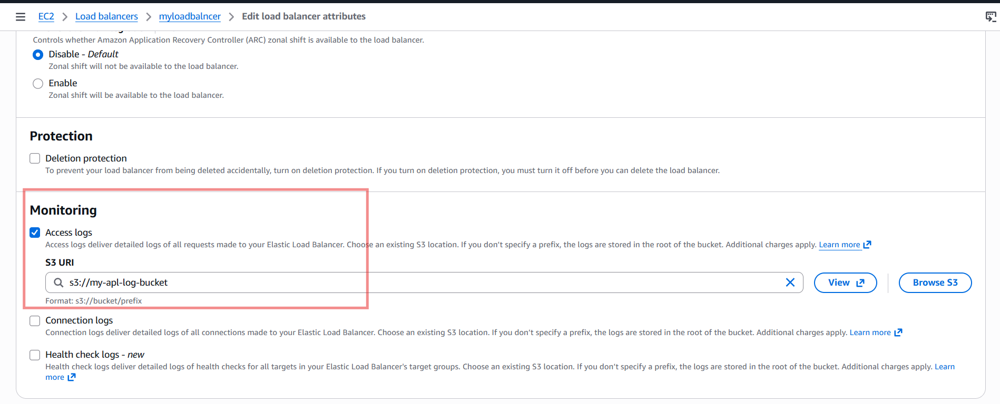 EC2 > Load balancers > myloadbalncer > Edit load balancer attributes
Controls whether Amazon Application Recovery Controller (ARC) zonal shift is available to the load balancer.
Disable - Default
Zonal shift will not be available to the load balancer.
Enable
Zonal shift will be available to the load balancer.
Protection
Deletion protection
To prevent your load balancer from being deleted accidentally, turn on deletion protection. If you turn on deletion protection, you must turn it off before you can delete the load balancer.
Monitoring
Access logs
Access logs deliver detailed logs of all requests made to your Elastic Load Balancer. Choose an existing S3 location. If you don’t specify a prefix, the logs are stored in the root of the bucket. Additional charges apply. Learn more
S3 URI
s3://my-apl-log-bucket View Browse S3
Format: s3://bucket/prefix
Connection logs
Connection logs deliver detailed logs of all connections made to your Elastic Load Balancer. Choose an existing S3 location. If you don’t specify a prefix, the logs are stored in the root of the bucket. Additional charges apply. Learn more
Health check logs - new
Health check logs deliver detailed logs of health checks for all targets in your Elastic Load Balancer's target groups. Choose an existing S3 location. If you don’t specify a prefix, the logs are stored in the root of the bucket. Additional charges apply. Learn
more